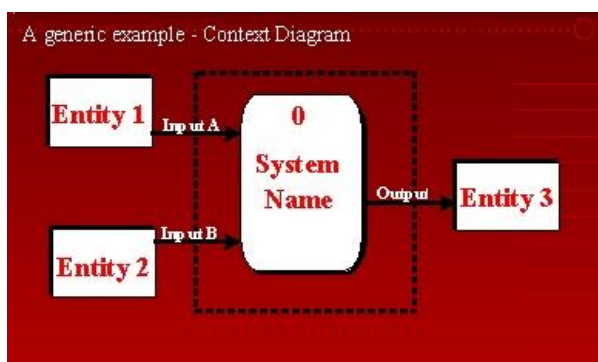 A generic example - Context Diagram
Entity 1
Input A
0
System
Name
Output
Entity 3
Input B
Entity 2